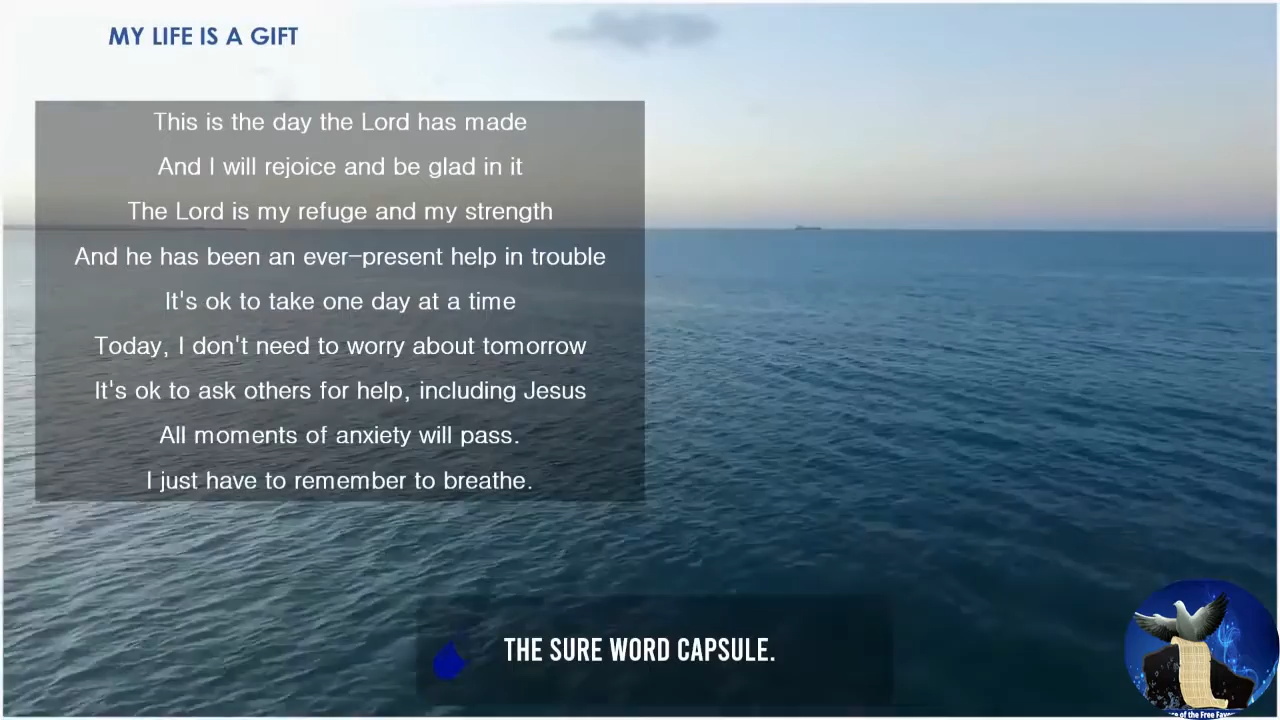 MY LIFE IS A GIFT
This is the day the Lord has made
And I will rejoice and be glad in it
The Lord is my refuge and my strength
And he has been an ever-present help in trouble
It's ok to take one day at a time
Today, I don't need to worry about tomorrow
It's ok to ask others for help, including Jesus
All moments of anxiety will pass.
I just have to remember to breathe.
THE SURE WORD CAPSULE.
of the Free